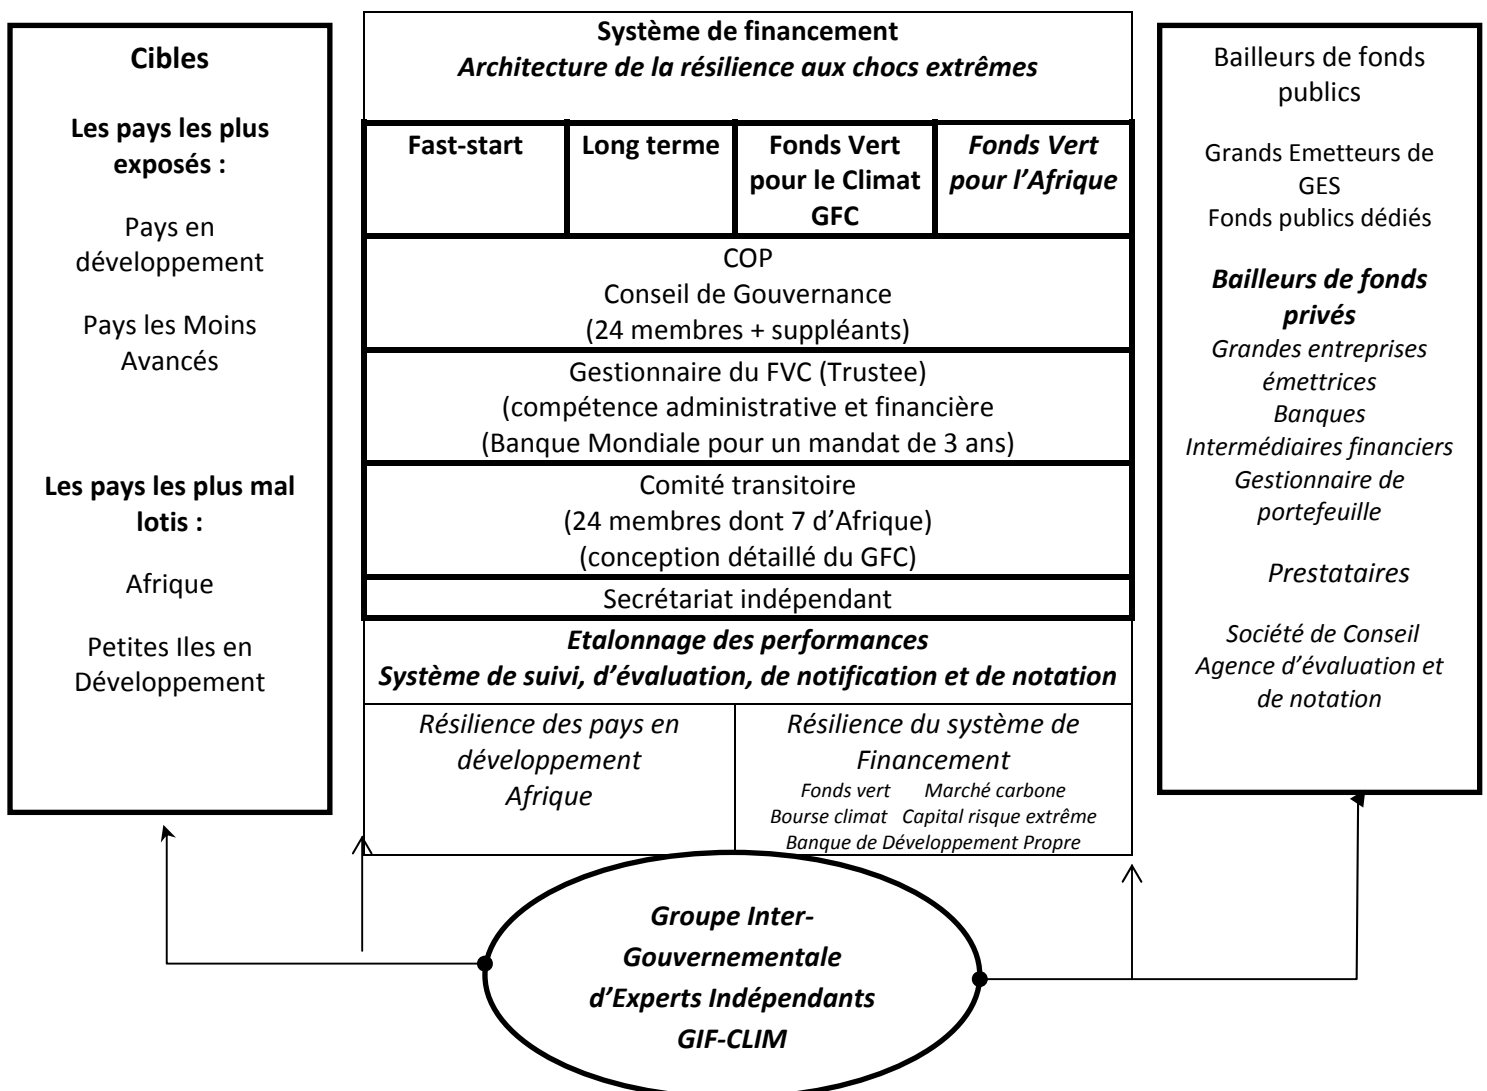 Cibles
Les pays les plus
exposés :
Pays en
développement
Pays les Moins
Avancés
Les pays les plus mal
lotis :
Afrique
Petites Iles en
Développement
Système de financement
Architecture de la résilience aux chocs extrêmes
Fast-start
Long terme
Fonds Vert
pour le Climat
GFC
Fonds Vert
pour l’Afrique
COP
Conseil de Gouvernance
(24 membres + suppléants)
Gestionnaire du FVC (Trustee)
(compétence administrative et financière
(Banque Mondiale pour un mandat de 3 ans)
Comité transitoire
(24 membres dont 7 d’Afrique)
(conception détaillé du GFC)
Secrétariat indépendant
Etalonnage des performances
Système de suivi, d’évaluation, de notification et de notation
Résilience des pays en
développement
Afrique
Résilience du système de
Financement
Fonds vert Marché carbone
Bourse climat Capital risque extrême
Banque de Développement Propre
Bailleurs de fonds
publics
Grands Emetteurs de
GES
Fonds publics dédiés
Bailleurs de fonds
privés
Grandes entreprises
émettrices
Banques
Intermédiaires financiers
Gestionnaire de
portefeuille
Prestataires
Société de Conseil
Agence d’évaluation et
de notation
Groupe Inter-
Gouvernementale
d’Experts Indépendants
GIF-CLIM